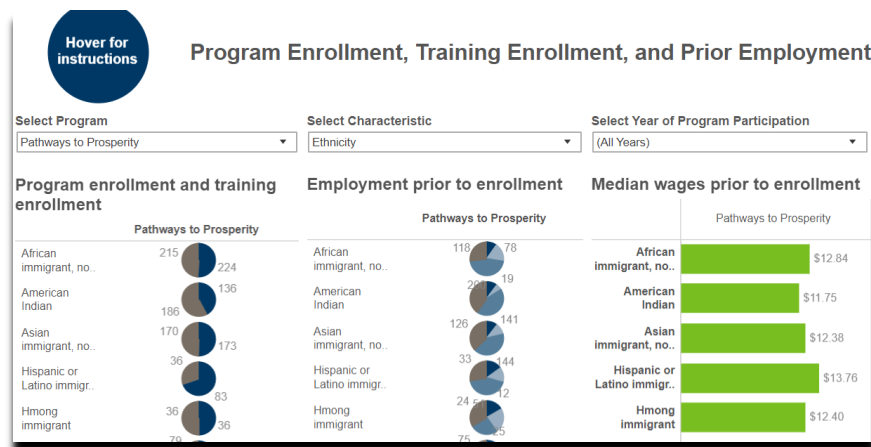 Hover for
instructions
Program Enrollment, Training Enrollment, and Prior Employment
Select Program
Pathways to Prosperity
Select Characteristic
Ethnicity
Select Year of Program Participation
(All Years)
Program enrollment and training
enrollment
Pathways to Prosperity
African
immigrant, no..
215
224
American
Indian
136
186
Asian
immigrant, no..
170
173
Hispanic or
Latino immigr..
36
83
Hmong
immigrant
36
36
79
Employment prior to enrollment
Pathways to Prosperity
African
immigrant, no..
118
78
American
Indian
19
Asian
immigrant, no..
126
141
Hispanic or
Latino immigr..
33
144
12
Hmong
immigrant
24
25
75
Median wages prior to enrollment
Pathways to Prosperity
African
immigrant, no..
$12.84
American
Indian
$11.75
Asian
immigrant, no..
$12.38
Hispanic or
Latino immigr..
$13.76
Hmong
immigrant
$12.40